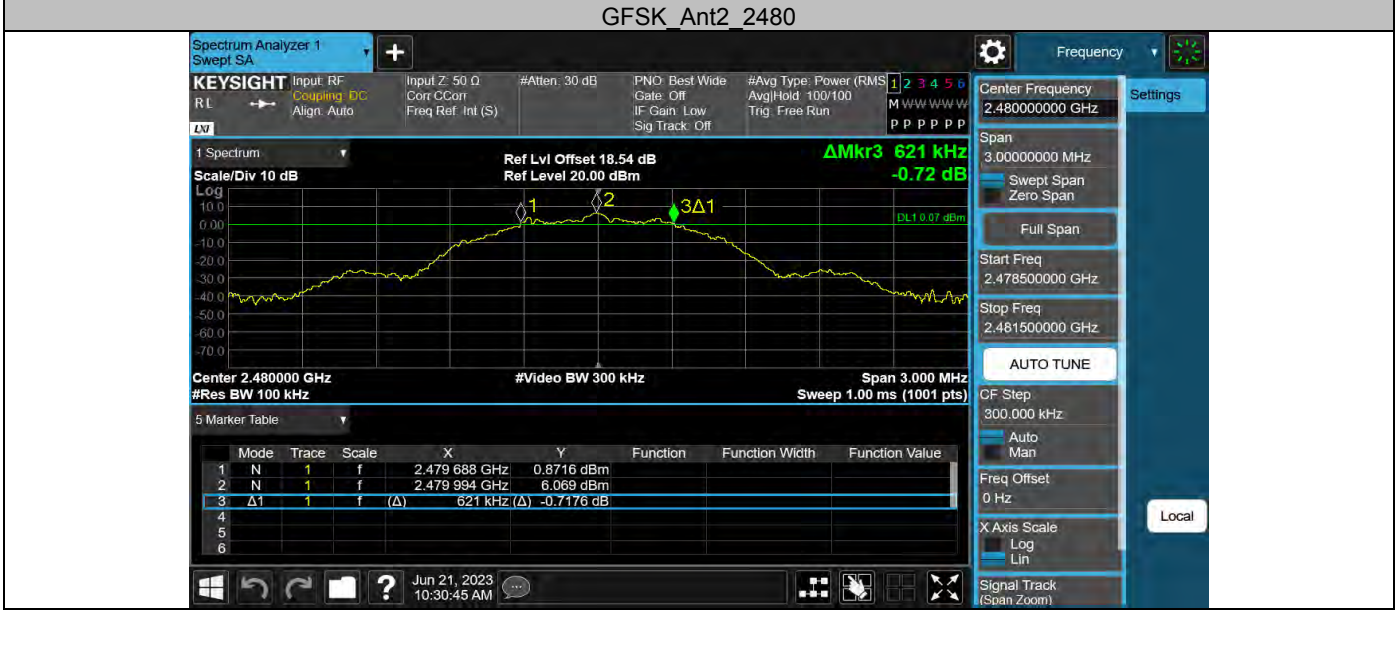 GFSK_Ant2_2480
Spectrum Analyzer 1
Swept SA
+
Frequency
KEYSIGHT
RL
LXI
Input: RF
Coupling: DC
Align: Auto
Input Z: 50 Ω
Corr CCorr
Freq Ref: Int (S)
#Atten: 30 dB
PNO: Best Wide
Gate: Off
IF Gain: Low
Sig Track: Off
#Avg Type: Power (RMS
Avg|Hold: 100/100
Trig: Free Run
1 2 3 4 5 6
M W W W W W
P P P P P P
Center Frequency
2.480000000 GHz
Settings
Span
3.00000000 MHz
Swept Span
Zero Span
Full Span
Start Freq
2.478500000 GHz
Stop Freq
2.481500000 GHz
AUTO TUNE
CF Step
300.000 kHz
Auto
Man
Freq Offset
0 Hz
X Axis Scale
Log
Lin
Signal Track
(Span Zoom)
Local
1 Spectrum
Scale/Div 10 dB
Ref Lvl Offset 18.54 dB
Ref Level 20.00 dBm
ΔMkr3 621 kHz
-0.72 dB
Log
10.0
0.00
-10.0
-20.0
-30.0
-40.0
-50.0
-60.0
-70.0
1
2
3Δ1
DL1 0.07 dBm
Center 2.480000 GHz
#Video BW 300 kHz
Span 3.000 MHz
#Res BW 100 kHz
Sweep 1.00 ms (1001 pts)
5 Marker Table
Mode Trace Scale X Y Function Function Width Function Value
1 N 1 f 2.479 688 GHz 0.8716 dBm
2 N 1 f 2.479 994 GHz 6.069 dBm
3 Δ1 1 f (Δ) 621 kHz (Δ) -0.7176 dB
4
5
6
?
Jun 21, 2023
10:30:45 AM